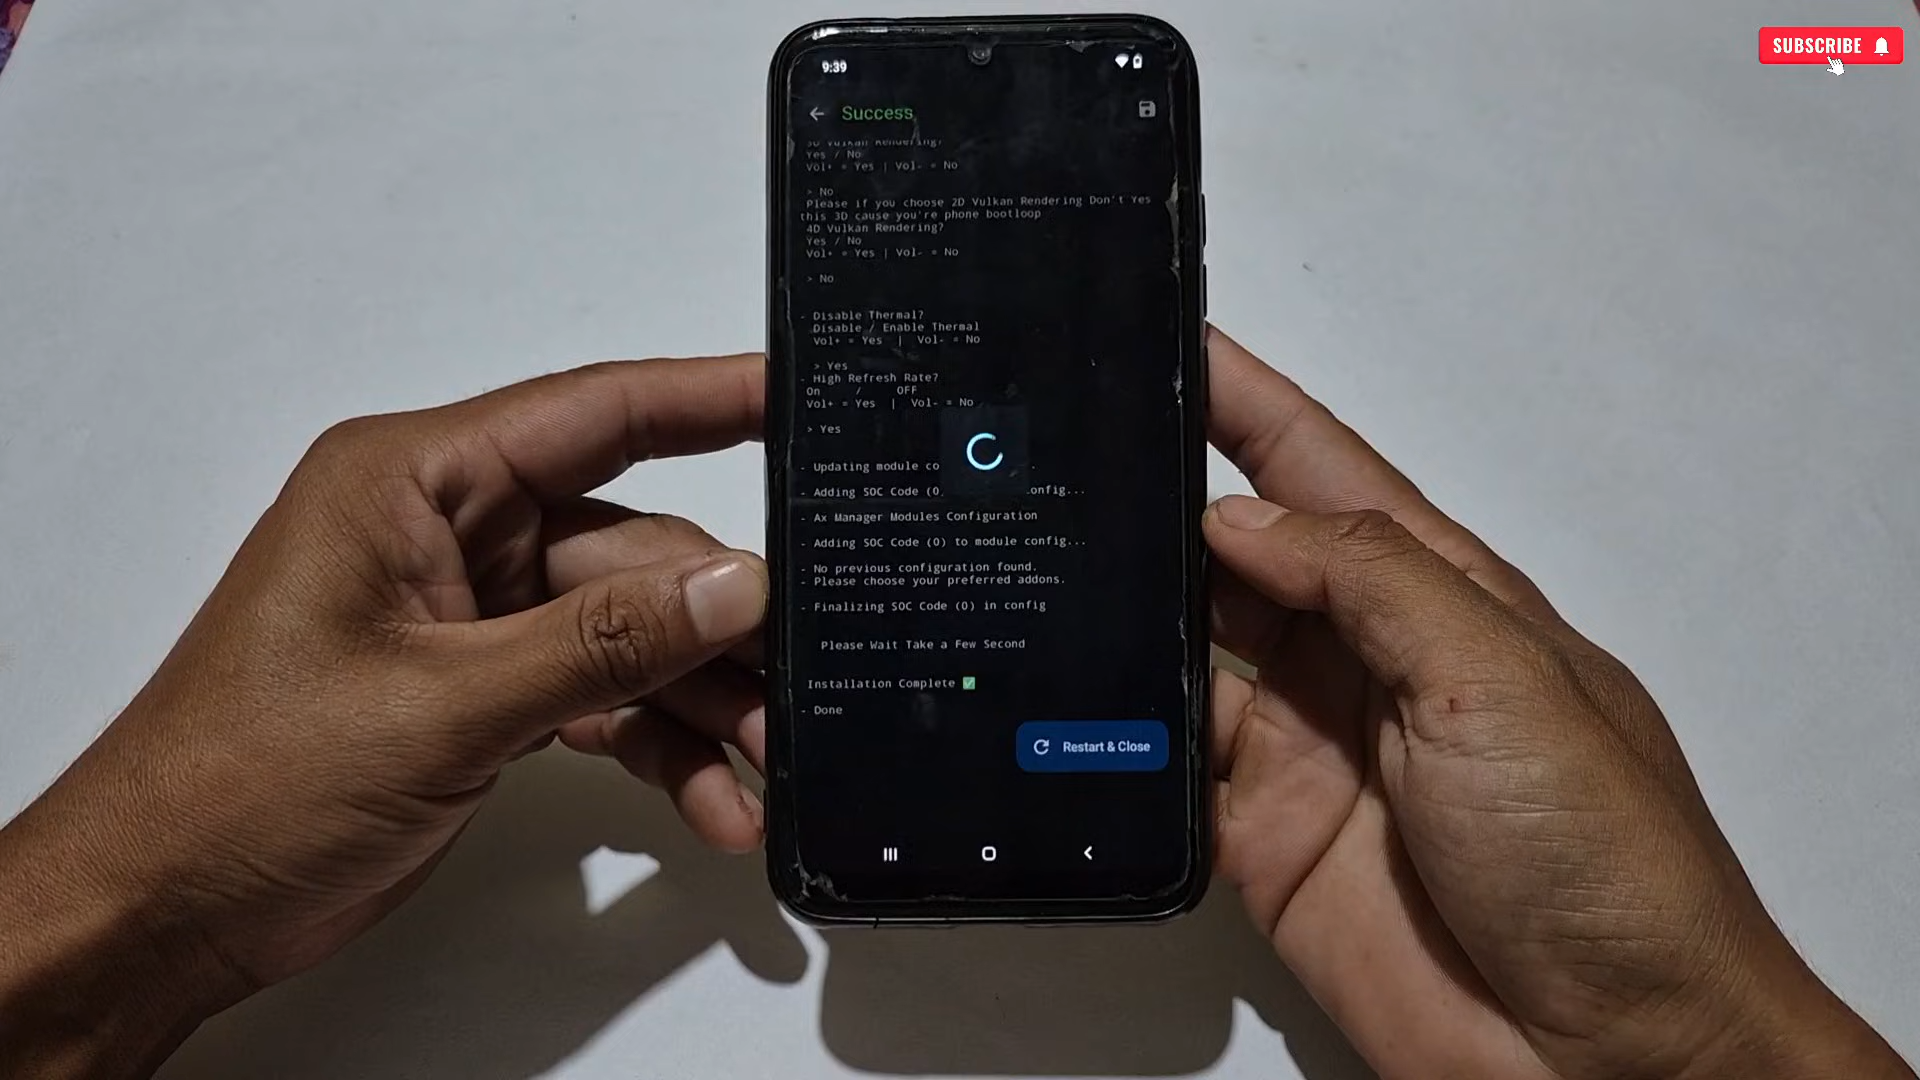 SUBSCRIBE
9:39
Success
3D Vulkan Rendering?
Yes / No
Vol+ = Yes | Vol- = No
> No
Please if you choose 2D Vulkan Rendering Don't Yes
this 3D cause you're phone bootloop
4D Vulkan Rendering?
Yes / No
Vol+ = Yes | Vol- = No
> No
- Disable Thermal?
Disable / Enable Thermal
Vol+ = Yes | Vol- = No
> Yes
- High Refresh Rate?
On / OFF
Vol+ = Yes | Vol- = No
> Yes
- Updating module co
- Adding SOC Code (0 onfig...
- Ax Manager Modules Configuration
- Adding SOC Code (0) to module config...
- No previous configuration found.
- Please choose your preferred addons.
- Finalizing SOC Code (0) in config
Please Wait Take a Few Second
Installation Complete ✅
- Done
Restart & Close